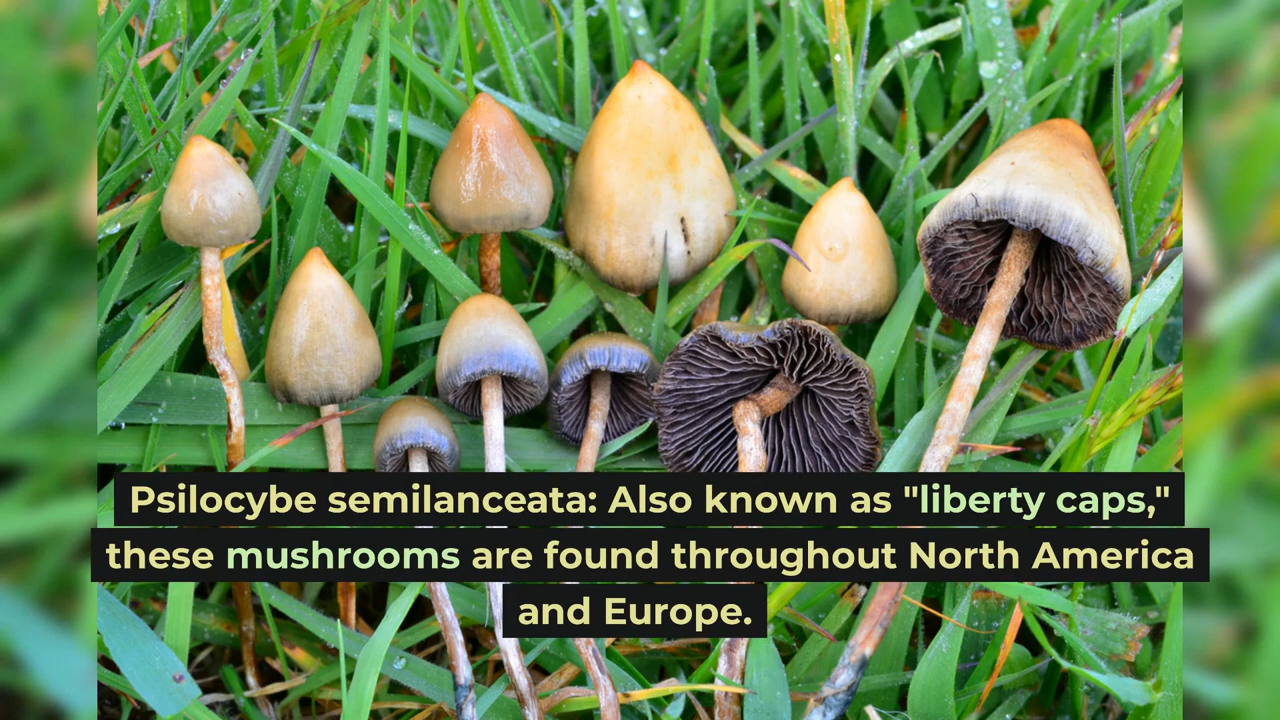 Psilocybe semilanceata: Also known as "liberty caps,"
these mushrooms are found throughout North America
and Europe.